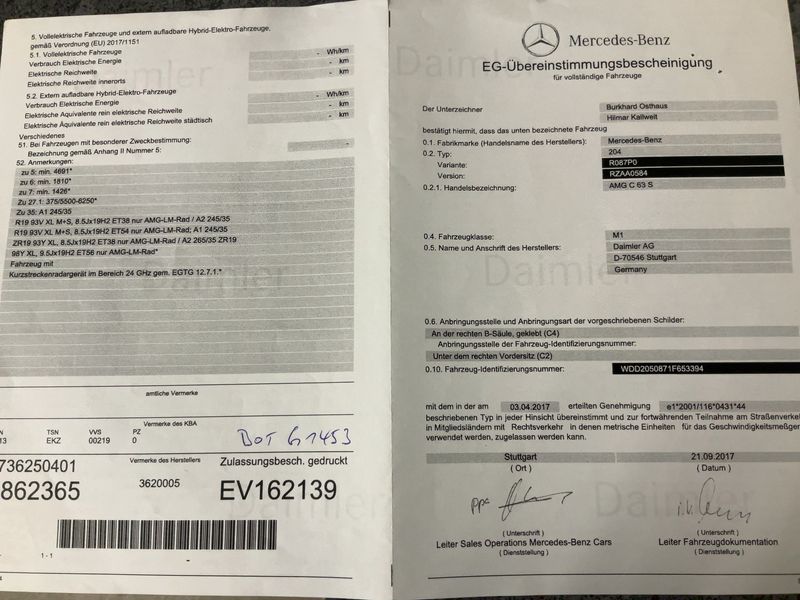 5. Vollelektrische Fahrzeuge und extern aufladbare Hybrid-Elektro-Fahrzeuge,
gemäß Verordnung (EU) 2017/1151
5.1. Vollelektrische Fahrzeuge
Verbrauch Elektrische Energie - Wh/km
Elektrische Reichweite - km
Elektrische Reichweite innerorts - km
5.2. Extern aufladbare Hybrid-Elektro-Fahrzeuge
Verbrauch Elektrische Energie - Wh/km
Elektrische Äquivalente rein elektrische Reichweite - km
Elektrische Äquivalente rein elektrische Reichweite städtisch - km
Verschiedenes
51. Bei Fahrzeugen mit besonderer Zweckbestimmung:
Bezeichnung gemäß Anhang II Nummer 5: -
52. Anmerkungen:
zu 5: min. 4691*
zu 6: min. 1810*
zu 7: min. 1426*
Zu 27.1: 375/5500-6250*
Zu 35: A1 245/35
R19 93V XL M+S, 8.5Jx19H2 ET38 nur AMG-LM-Rad / A2 245/35
R19 93V XL M+S, 8.5Jx19H2 ET54 nur AMG-LM-Rad; A1 245/35
ZR19 93Y XL, 8.5Jx19H2 ET38 nur AMG-LM-Rad / A2 265/35 ZR19
98Y XL, 9.5Jx19H2 ET56 nur AMG-LM-Rad*
Fahrzeug mit
Kurzstreckenradargerät im Bereich 24 GHz gem. EGTG 12.7.1.*
amtliche Vermerke
Vermerke des KBA
N TSN VVS PZ
13 EKZ 00219 0
DOT G1453
736250401
862365
Vermerke des Herstellers
3620005
Zulassungsbesch. gedruckt
EV162139
1 - 1
Mercedes-Benz
EG-Übereinstimmungsbescheinigung
für vollständige Fahrzeuge
Der Unterzeichner Burkhard Osthaus
Hilmar Kallweit
bestätigt hiermit, dass das unten bezeichnete Fahrzeug
0.1. Fabrikmarke (Handelsname des Herstellers): Mercedes-Benz
0.2. Typ: 204
Variante: R087P0
Version: RZAA0584
0.2.1. Handelsbezeichnung: AMG C 63 S
0.4. Fahrzeugklasse: M1
0.5. Name und Anschrift des Herstellers: Daimler AG
D-70546 Stuttgart
Germany
0.6. Anbringungsstelle und Anbringungsart der vorgeschriebenen Schilder:
An der rechten B-Säule, geklebt (C4)
Anbringungsstelle der Fahrzeug-Identifizierungsnummer:
Unter dem rechten Vordersitz (C2)
0.10. Fahrzeug-Identifizierungsnummer: WDD2050871F653394
mit dem in der am 03.04.2017 erteilten Genehmigung e1*2001/116*0431*44
beschriebenen Typ in jeder Hinsicht übereinstimmt und zur fortwährenden Teilnahme am Straßenverke
in Mitgliedsländern mit Rechtsverkehr in denen metrische Einheiten für das Geschwindigkeitsmeßger
verwendet werden, zugelassen werden kann.
Stuttgart 21.09.2017
( Ort ) ( Datum )
ppa
( Unterschrift ) ( Unterschrift )
Leiter Sales Operations Mercedes-Benz Cars Leiter Fahrzeugdokumentation
( Dienststellung ) ( Dienststellung )